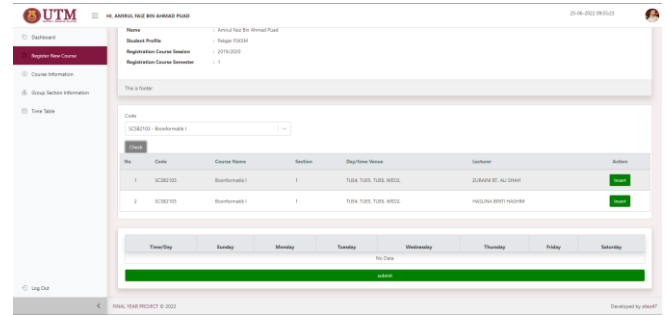 UTM
HI, AMIRUL FAIZ BIN AHMAD PUAD
25-06-2022 09:55:23
Dashboard
Register New Course
Course Information
Group Section Information
Time Table
Log Out
Name : Amirul Faiz Bin Ahmad Puad
Student Profile : Pelajar FSKSM
Registration Course Session : 2019/2020
Registration Course Semester : 1
This is footer.
Code
SCSB2103 - Bioinformatik I
Check
No Code Course Name Section Day/time Venue Lecturer Action
1 SCSB2103 Bioinformatik I 1 TUE4, TUE5, TUE6, WED2, ZURAINI BT. ALI SHAH Insert
2 SCSB2103 Bioinformatik I 1 TUE4, TUE5, TUE6, WED2, HASLINA BINTI HASHIM Insert
Time/Day Sunday Monday Tuesday Wednesday Thursday Friday Saturday
No Data
submit
FINAL YEAR PROJECT © 2022